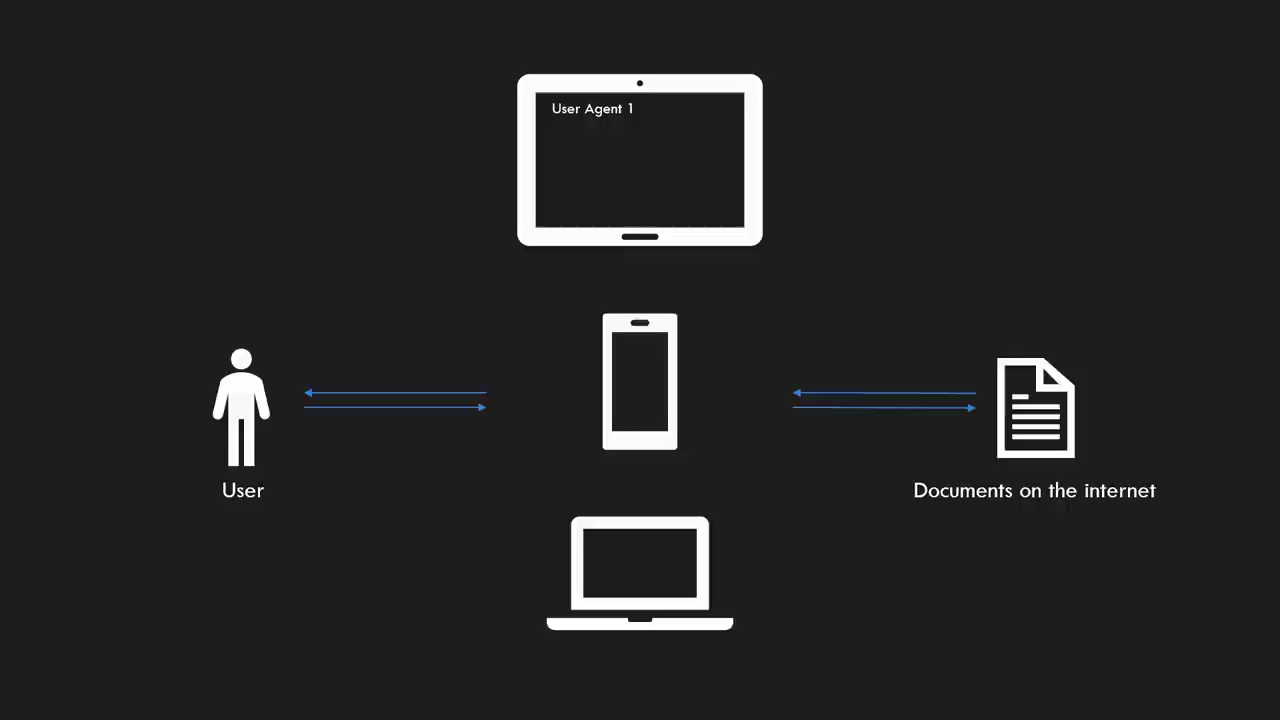 User Agent 1
User
Documents on the internet